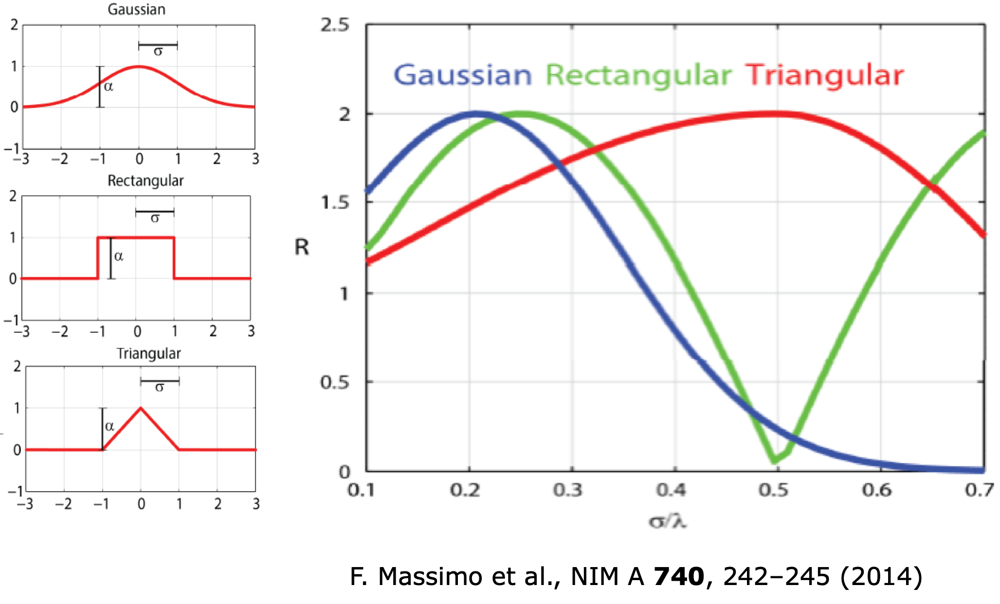 Gaussian
2
1
0
−1
σ
α
−3 −2 −1 0 1 2 3
Rectangular
2
1
0
−1
σ
α
−3 −2 −1 0 1 2 3
Triangular
2
1
0
−1
σ
α
−3 −2 −1 0 1 2 3
2.5
2
1.5
1
0.5
0
R
Gaussian Rectangular Triangular
0.1 0.2 0.3 0.4 0.5 0.6 0.7
σ/λ
F. Massimo et al., NIM A 740, 242–245 (2014)